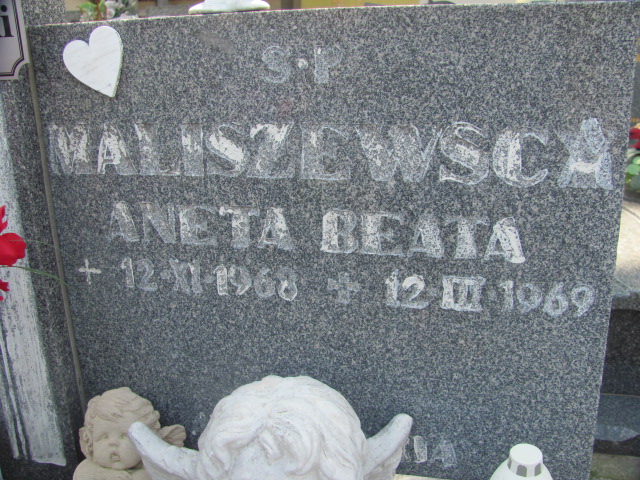 Ś.P.
MALISZEWSCA
ANETA BEATA
+ 12·XI·1968 + 12·III·1969